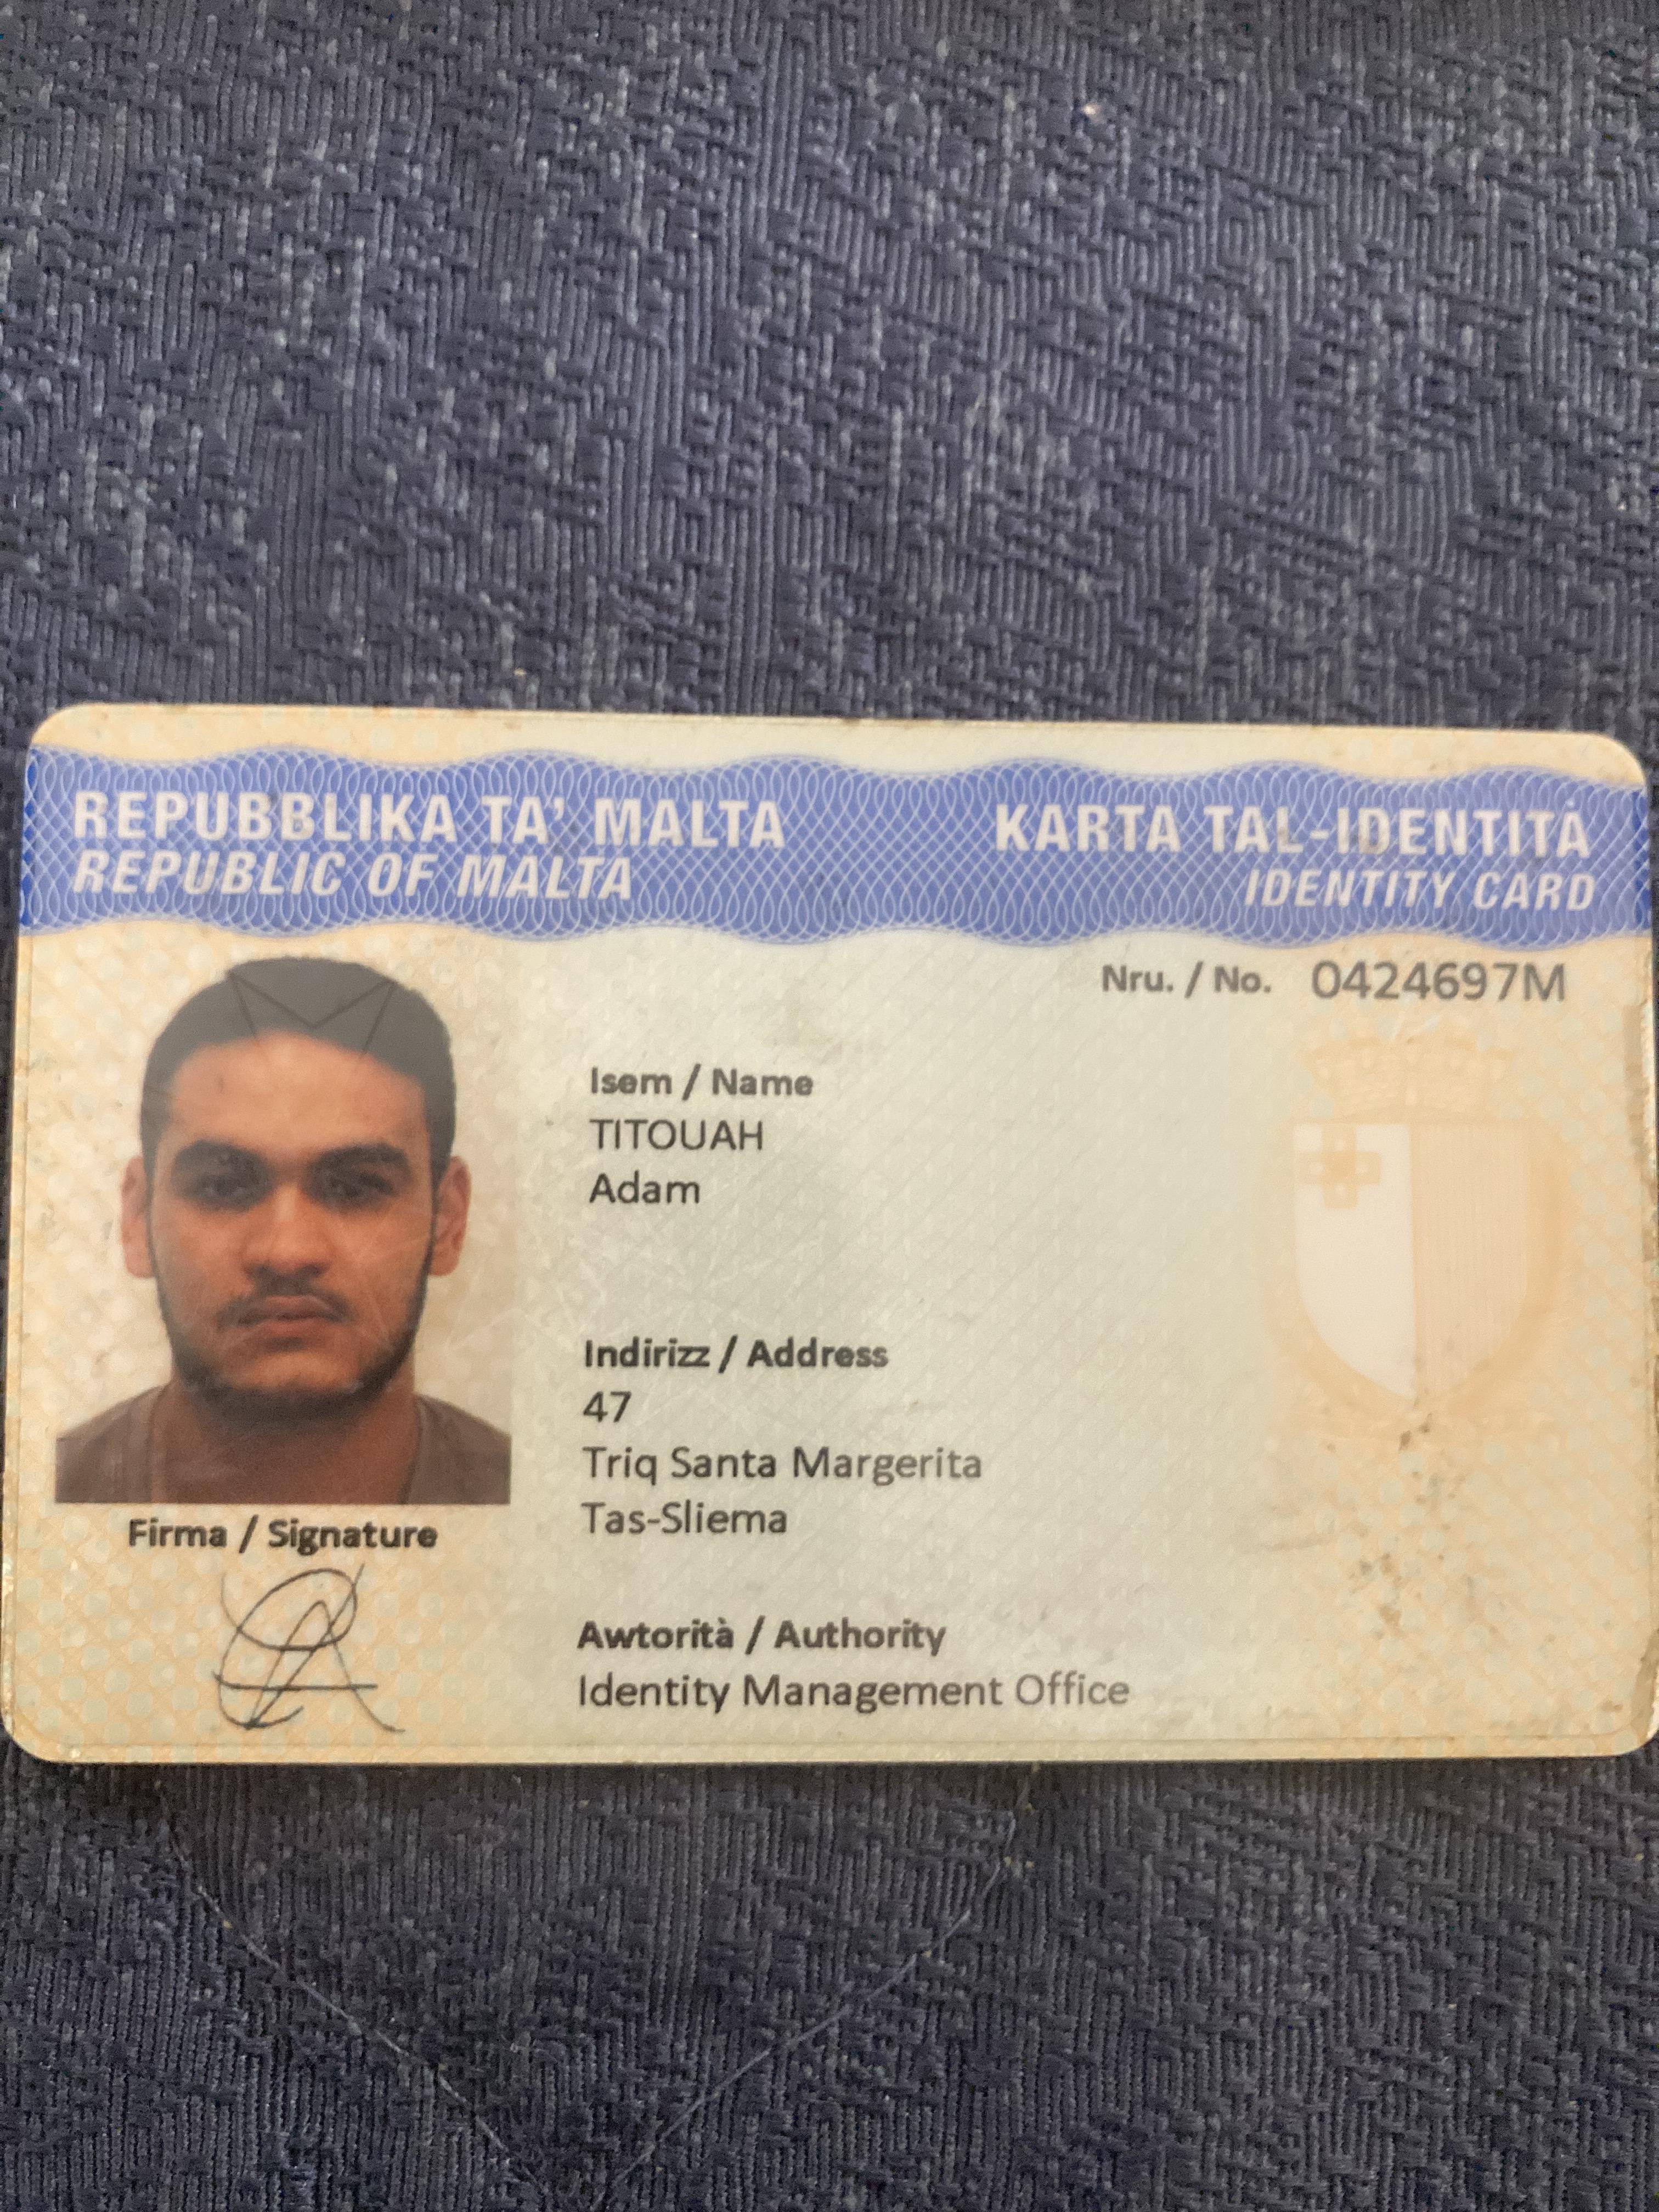 REPUBBLIKA TA' MALTA
REPUBLIC OF MALTA
KARTA TAL-IDENTITÀ
IDENTITY CARD
Nru. / No. 0424697M
Isem / Name
TITOUAH
Adam
Indirizz / Address
47
Triq Santa Margerita
Tas-Sliema
Firma / Signature
Awtorità / Authority
Identity Management Office